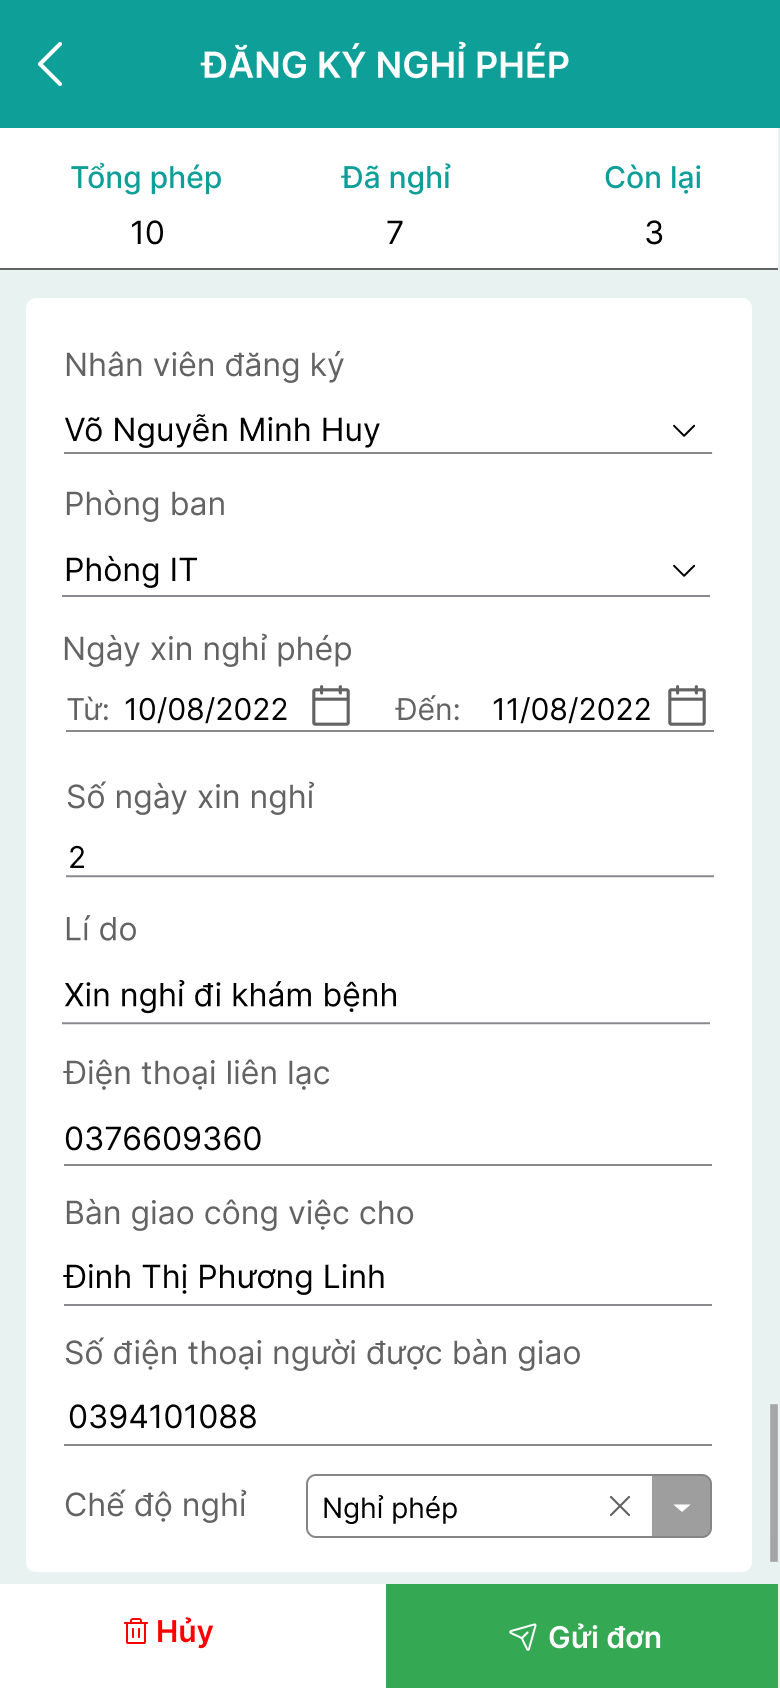 ĐĂNG KÝ NGHỈ PHÉP
Tổng phép Đã nghỉ Còn lại
10 7 3
Nhân viên đăng ký
Võ Nguyễn Minh Huy
Phòng ban
Phòng IT
Ngày xin nghỉ phép
Từ: 10/08/2022 Đến: 11/08/2022
Số ngày xin nghỉ
2
Lí do
Xin nghỉ đi khám bệnh
Điện thoại liên lạc
0376609360
Bàn giao công việc cho
Đinh Thị Phương Linh
Số điện thoại người được bàn giao
0394101088
Chế độ nghỉ Nghỉ phép
Hủy Gửi đơn